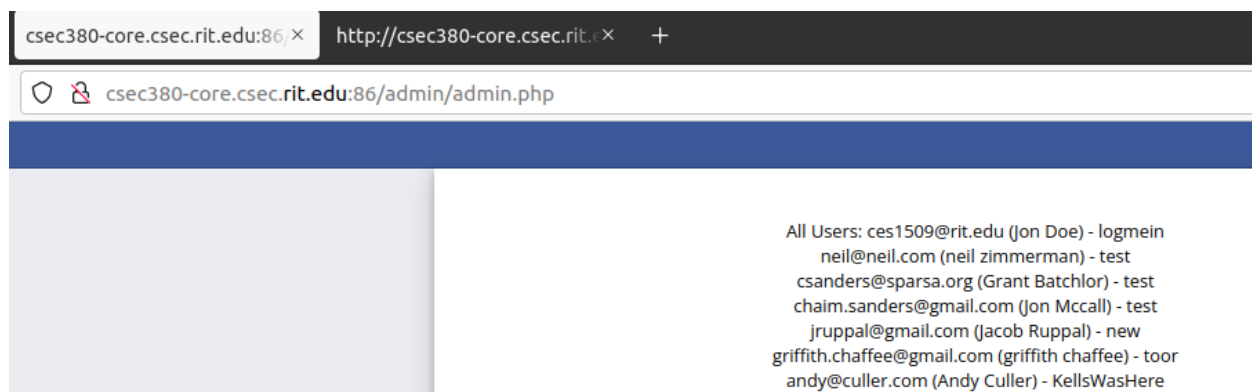 csec380-core.csec.rit.edu:86/ × http://csec380-core.csec.rit.e × +
csec380-core.csec.rit.edu:86/admin/admin.php
All Users: ces1509@rit.edu (Jon Doe) - logmein
neil@neil.com (neil zimmerman) - test
csanders@sparsa.org (Grant Batchlor) - test
chaim.sanders@gmail.com (Jon Mccall) - test
jruppal@gmail.com (Jacob Ruppal) - new
griffith.chaffee@gmail.com (griffith chaffee) - toor
andy@culler.com (Andy Culler) - KellsWasHere